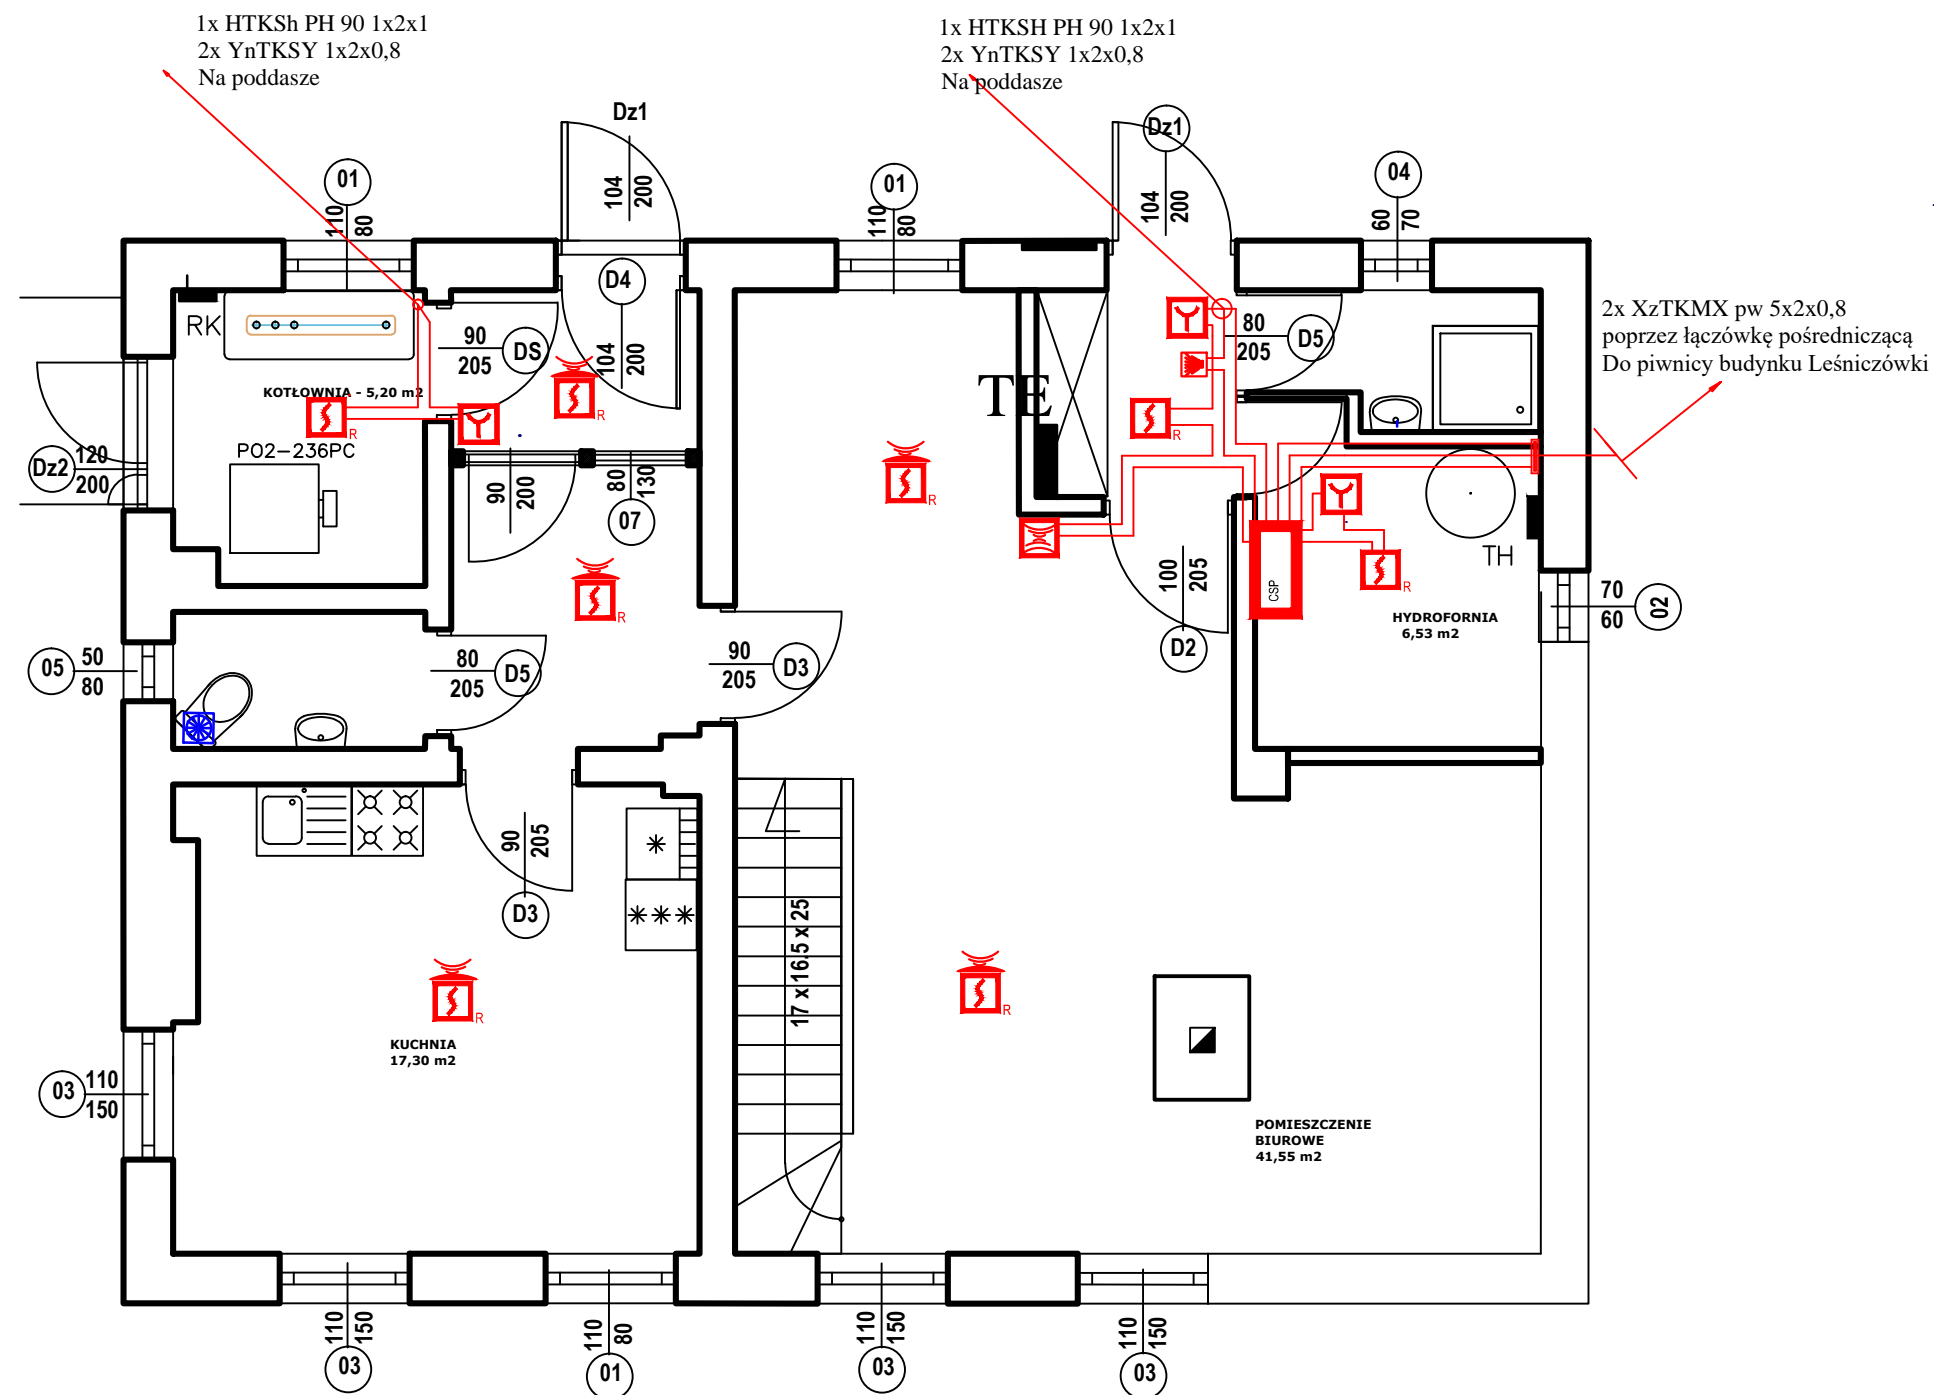 1x HTKSh PH 90 1x2x1
2x YnTKSY 1x2x0,8
Na poddasze
1x HTKSH PH 90 1x2x1
2x YnTKSY 1x2x0,8
Na poddasze
Dz1
104
200
Dz1
104
200
01
110
80
01
110
80
04
60
70
D4
104
200
2x XzTKMX pw 5x2x0,8
poprzez łączówkę pośredniczącą
Do piwnicy budynku Leśniczówki
RK
90
205
DS
80
205
D5
KOTŁOWNIA - 5,20 m2
R
R
TE
R
PO2-236PC
Dz2
120
200
90
200
80
130
07
R
TH
R
CSP
100
205
D2
R
HYDROFORNIA
6,53 m2
70
60
02
05
50
80
80
205
D5
90
205
D3
90
205
D3
17 x 16.5 x 25
R
R
KUCHNIA
17,30 m2
03
110
150
POMIESZCZENIE
BIUROWE
41,55 m2
110
150
03
110
80
01
110
150
03
110
150
03